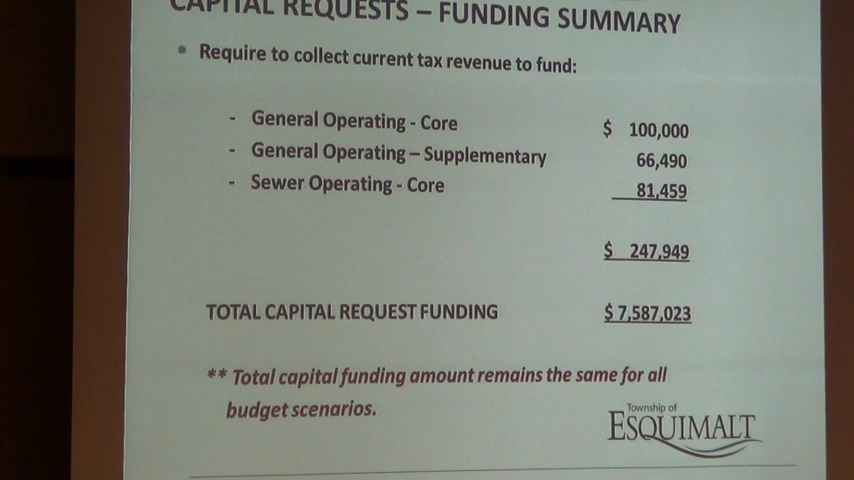 CAPITAL REQUESTS – FUNDING SUMMARY
• Require to collect current tax revenue to fund:
- General Operating - Core $ 100,000
- General Operating – Supplementary 66,490
- Sewer Operating - Core 81,459
$ 247,949
TOTAL CAPITAL REQUEST FUNDING $ 7,587,023
** Total capital funding amount remains the same for all
budget scenarios.
Township of
ESQUIMALT